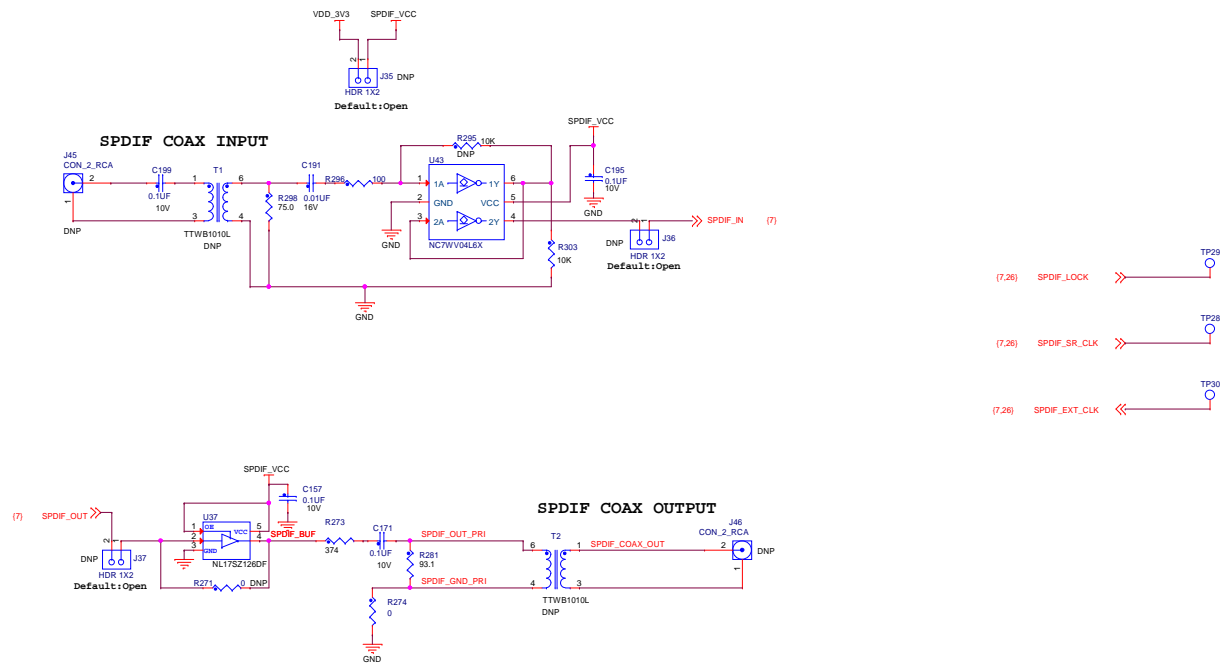 VDD_3V3
SPDIF_VCC
2
1
J35
DNP
HDR 1X2
Default:Open
SPDIF COAX INPUT
J45
CON_2_RCA
2
1
DNP
C199
0.1UF
10V
T1
1
6
3
4
TTWB1010L
DNP
R298
75.0
C191
0.01UF
16V
R296
100
R295
10K
DNP
U43
1
1A
1Y
6
2
GND
VCC
5
3
2A
2Y
4
NC7WV04L6X
GND
SPDIF_VCC
C195
0.1UF
10V
GND
R303
10K
GND
2
1
DNP
J36
HDR 1X2
Default:Open
SPDIF_IN
{7}
TP29
{7,26}
SPDIF_LOCK
TP28
{7,26}
SPDIF_SR_CLK
TP30
{7,26}
SPDIF_EXT_CLK
SPDIF_VCC
C157
0.1UF
10V
GND
{7}
SPDIF_OUT
2
1
DNP
J37
HDR 1X2
Default:Open
U37
1
OE
VCC
5
2
4
3
GND
NL17SZ126DF
R271
0
DNP
SPDIF_BUF
R273
374
C171
0.1UF
10V
SPDIF_OUT_PRI
R281
93.1
SPDIF_GND_PRI
R274
0
GND
SPDIF COAX OUTPUT
T2
6
1
4
3
TTWB1010L
DNP
SPDIF_COAX_OUT
J46
CON_2_RCA
2
1
DNP